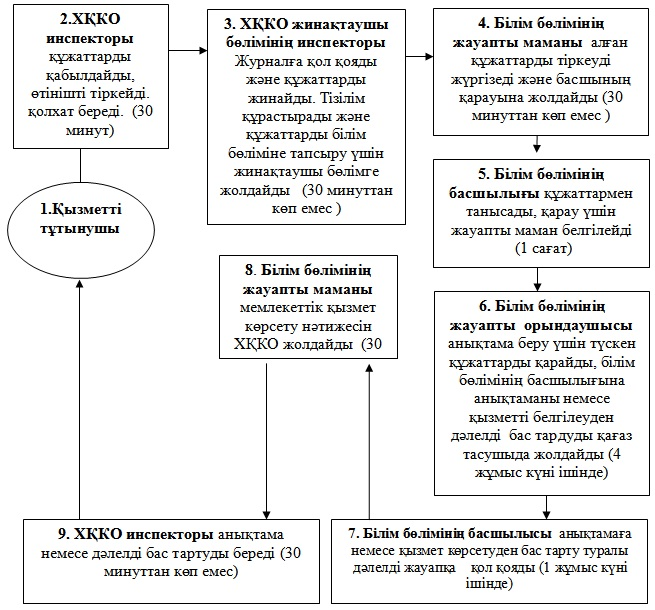 2.ХҚКО
инспекторы
құжаттарды
қабылдайды,
өтінішті тіркейді.
қолхат береді. (30
минут)
3. ХҚКО жинақтаушы
бөлімінің инспекторы
Журналға қол қояды
және құжаттарды
жинайды. Тізілім
құрастырады және
құжаттарды білім
бөліміне тапсыру үшін
жинақтаушы бөлімге
жолдайды (30 минуттан
көп емес )
4. Білім бөлімінің
жауапты маманы алған
құжаттарды тіркеуді
жүргізеді және басшының
қарауына жолдайды (30
минуттан көп емес )
1.Қызметті
тұтынушы
5. Білім бөлімінің
басшылығы құжаттармен
танысады, қарау үшін
жауапты маман белгілейді
(1 сағат)
8. Білім бөлімінің
жауапты маманы
мемлекеттік қызмет
көрсету нәтижесін
ХҚКО жолдайды (30
6. Білім бөлімінің
жауапты орындаушысы
анықтама беру үшін түскен
құжаттарды қарайды, білім
бөлімінің басшылығына
анықтаманы немесе
қызметті белгілеуден
дәлелді бас тардуды қағаз
тасушыда жолдайды (4
жұмыс күні ішінде)
9. ХҚКО инспекторы анықтама
немесе дәлелді бас тартуды береді (30
минуттан көп емес)
7. Білім бөлімінің басшылысы анықтамаға
немесе қызмет көрсетуден бас тарту туралы
дәлелді жауапқа қол қояды (1 жұмыс күні
ішінде)